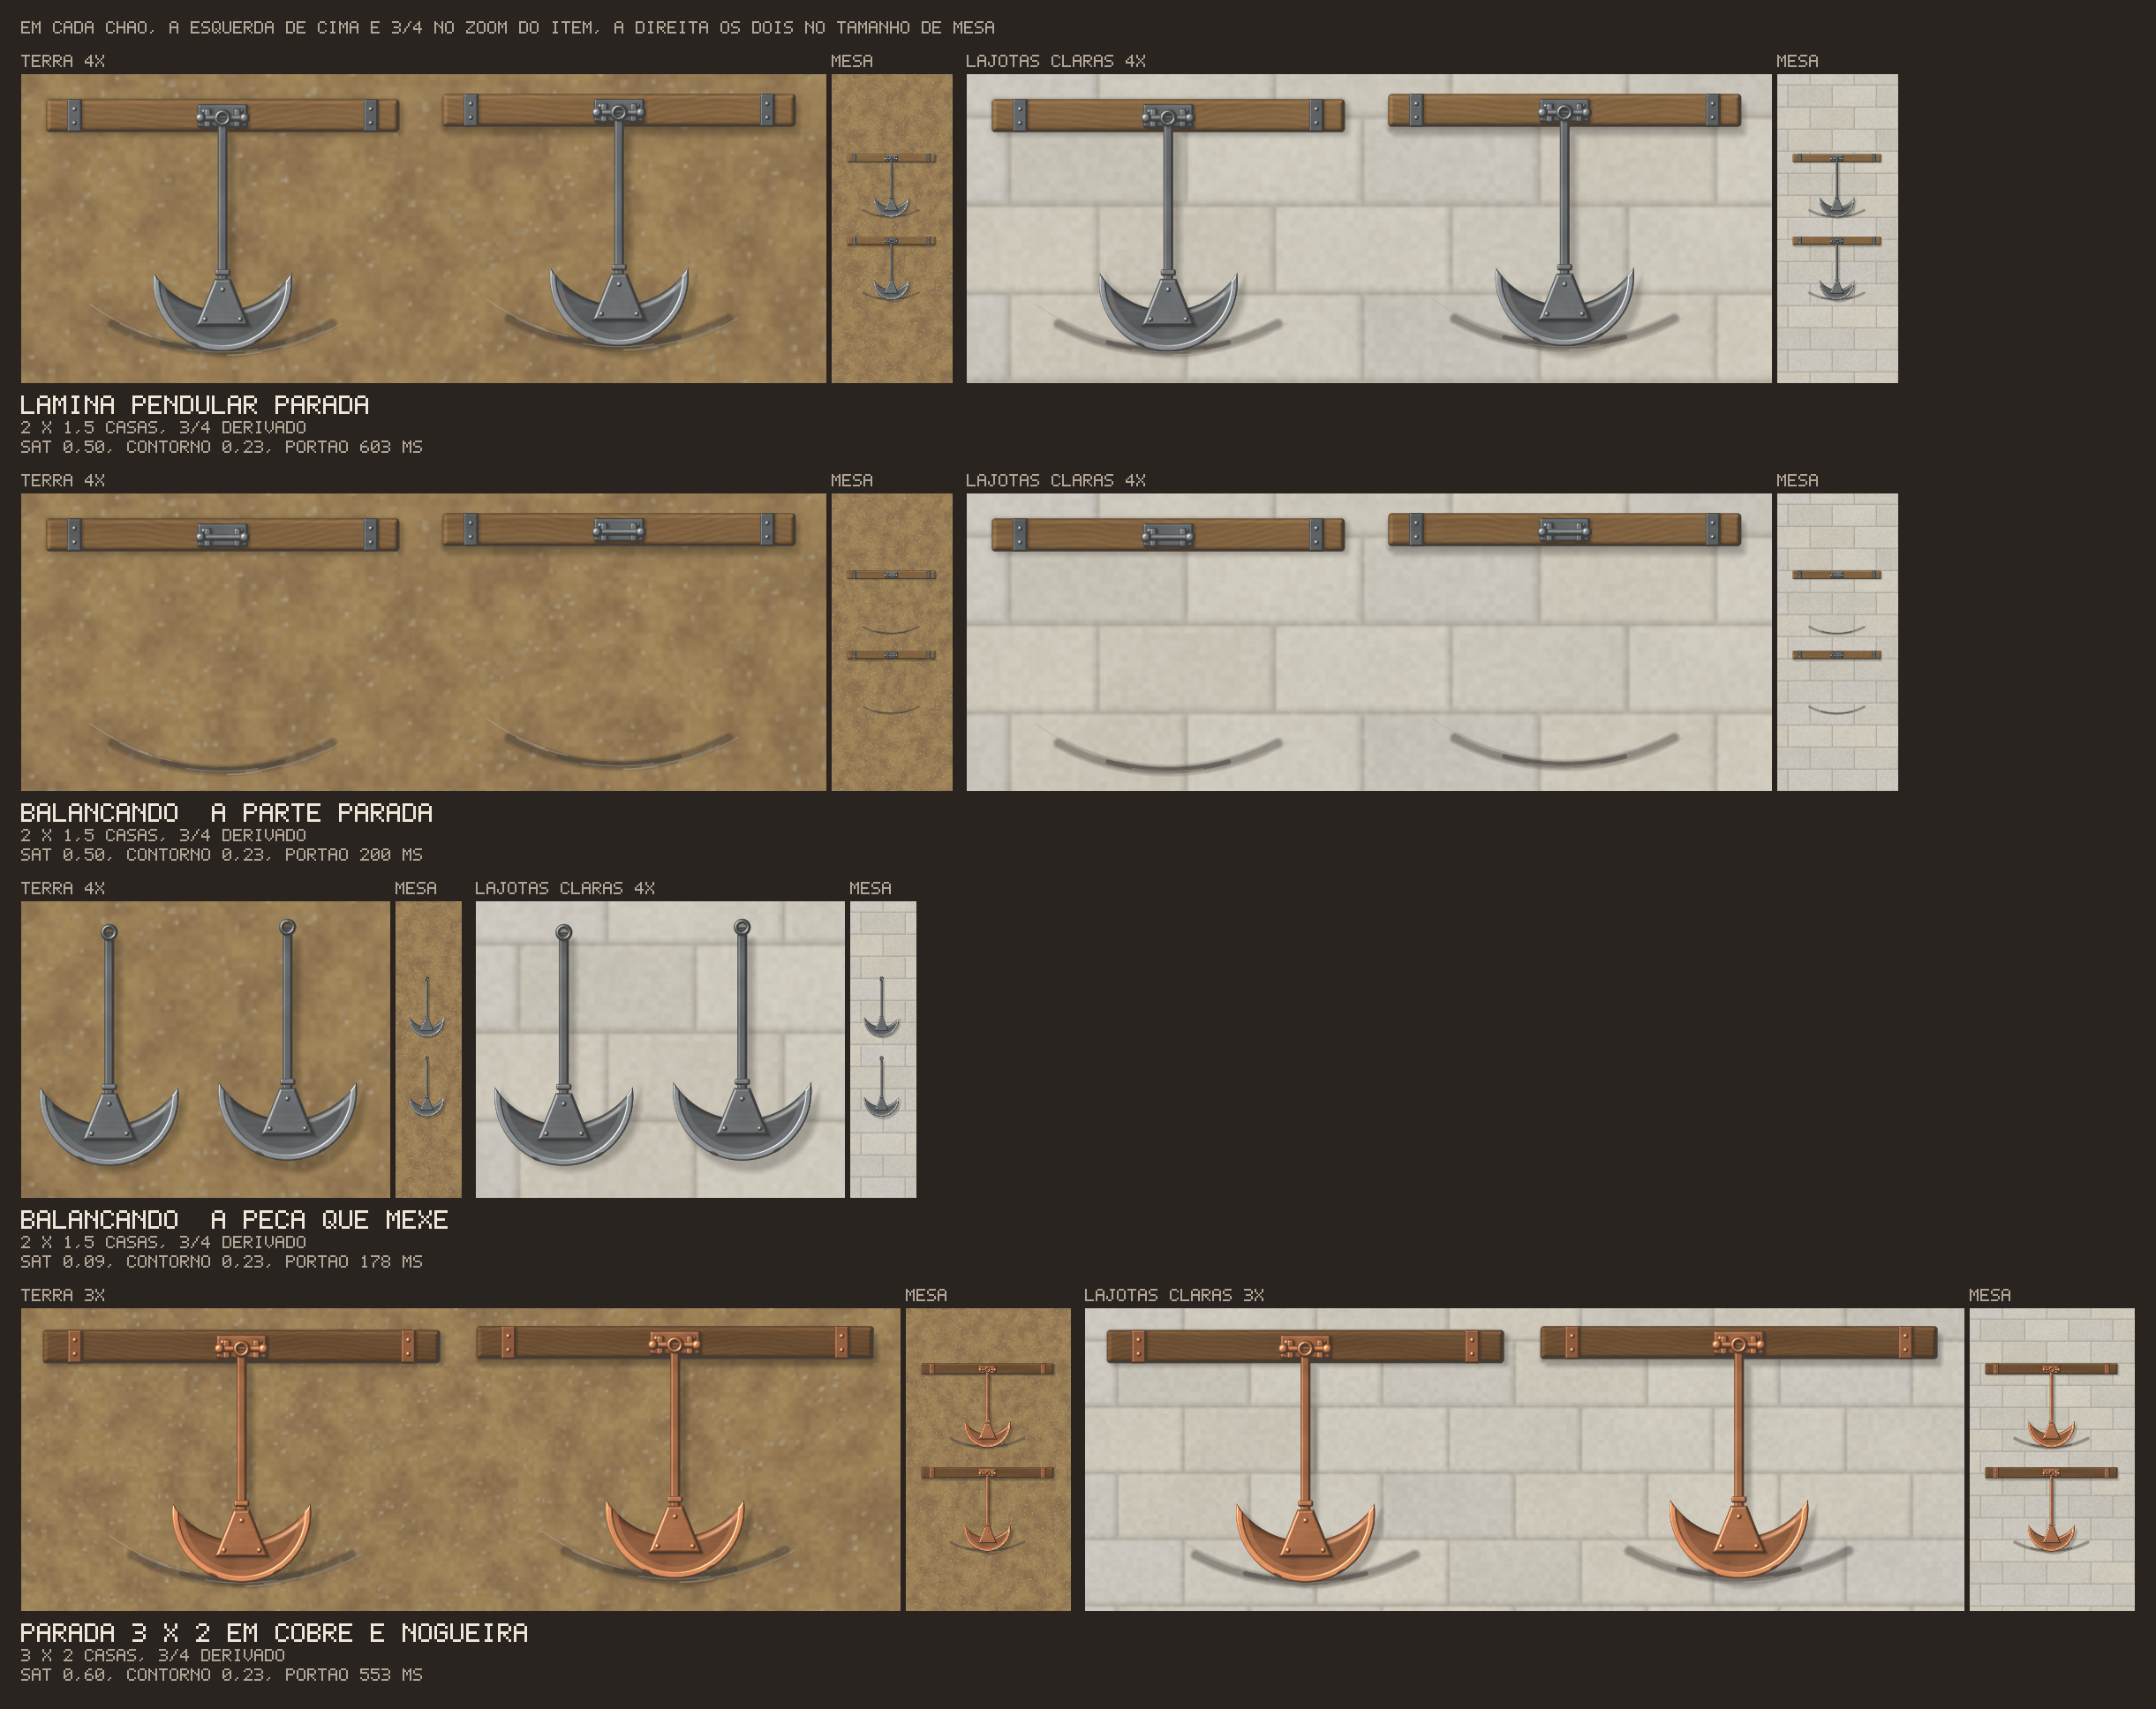 EM CADA CHAO, A ESQUERDA DE CIMA E 3/4 NO ZOOM DO ITEM, A DIREITA OS DOIS NO TAMANHO DE MESA
TERRA 4X MESA LAJOTAS CLARAS 4X MESA
LAMINA PENDULAR PARADA
2 X 1,5 CASAS, 3/4 DERIVADO
SAT 0,50, CONTORNO 0,23, PORTAO 603 MS
TERRA 4X MESA LAJOTAS CLARAS 4X MESA
BALANCANDO  A PARTE PARADA
2 X 1,5 CASAS, 3/4 DERIVADO
SAT 0,50, CONTORNO 0,23, PORTAO 200 MS
TERRA 4X MESA LAJOTAS CLARAS 4X MESA
BALANCANDO  A PECA QUE MEXE
2 X 1,5 CASAS, 3/4 DERIVADO
SAT 0,09, CONTORNO 0,23, PORTAO 178 MS
TERRA 3X MESA LAJOTAS CLARAS 3X MESA
PARADA 3 X 2 EM COBRE E NOGUEIRA
3 X 2 CASAS, 3/4 DERIVADO
SAT 0,60, CONTORNO 0,23, PORTAO 553 MS